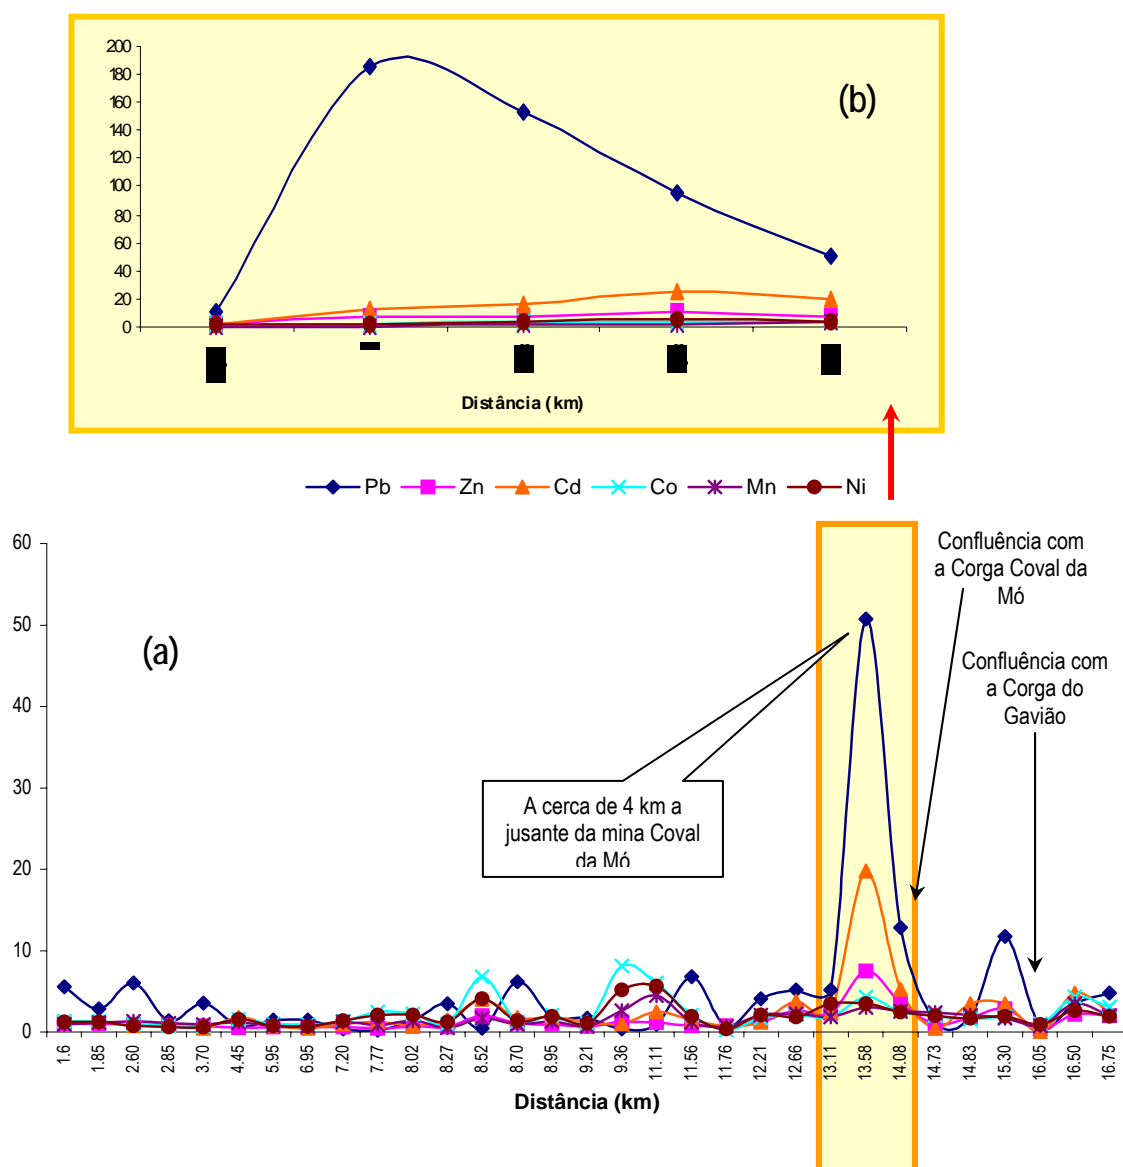 200
180
160
140
120
100
80
60
40
20
0
(b)
Distância (km)
Pb Zn Cd Co Mn Ni
60
50
40
30
20
10
0
(a)
Confluência com
a Corga Coval da
Mó
Confluência com
a Corga do
Gavião
A cerca de 4 km a
jusante da mina Coval
da Mó
1.6 1.85 2.60 2.85 3.70 4.45 5.95 6.95 7.20 7.77 8.02 8.27 8.52 8.70 8.95 9.21 9.36 11.11 11.56 11.76 12.21 12.66 13.11 13.58 14.08 14.73 14.83 15.30 16.05 16.50 16.75
Distância (km)